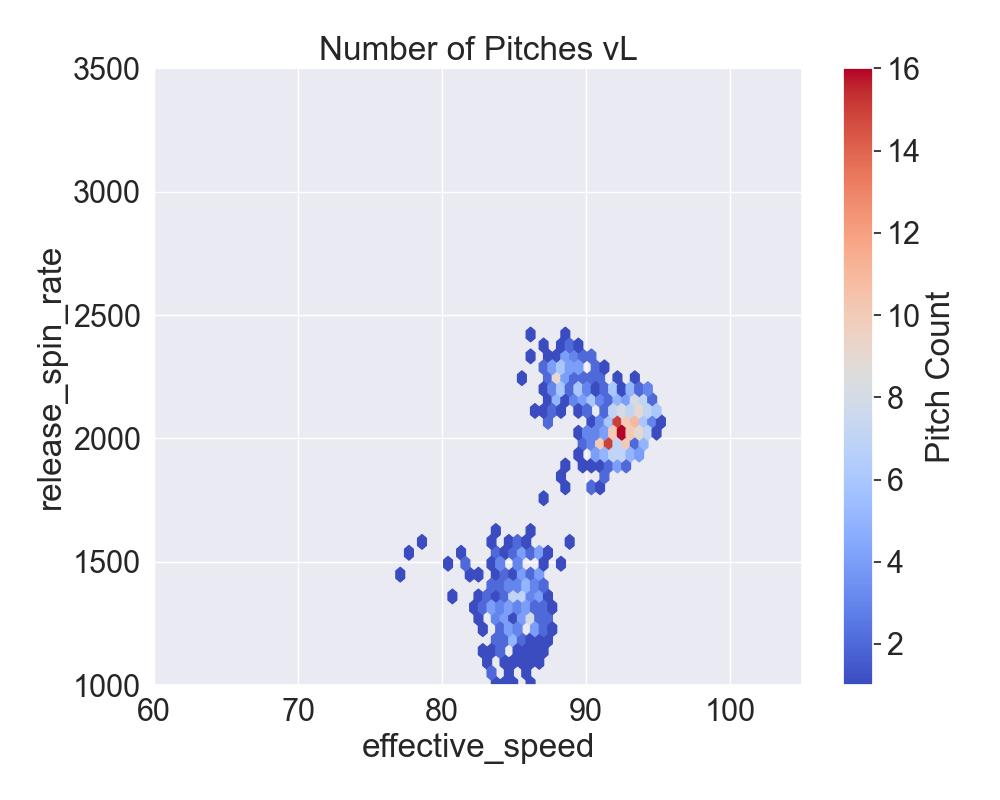 Number of Pitches vL
3500
3000
2500
2000
1500
1000
release_spin_rate
60 70 80 90 100
effective_speed
16
14
12
10
8
6
4
2
Pitch Count